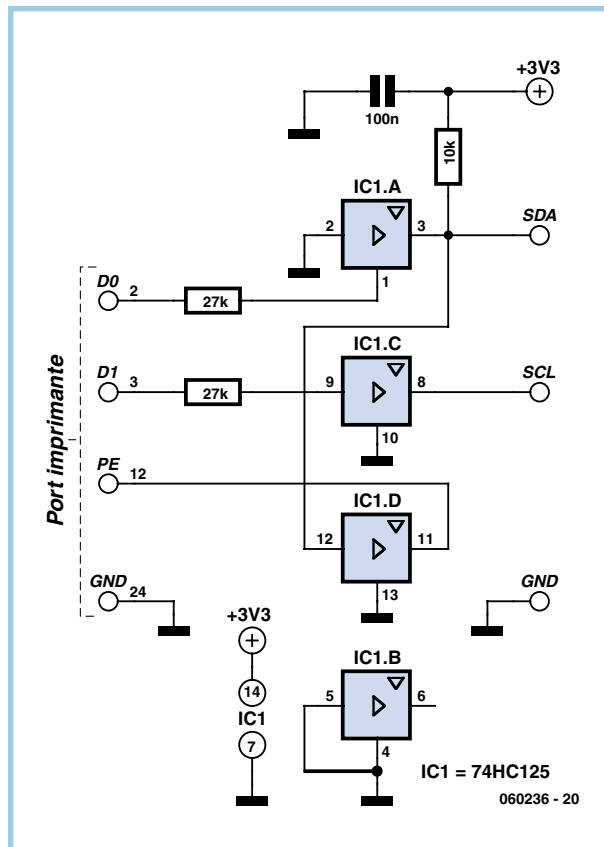 +3V3
100n
10k
IC1.A
2
3
SDA
1
D0
2
27k
IC1.C
D1
3
27k
9
8
SCL
10
Port imprimante
PE
12
IC1.D
12
11
13
GND
24
GND
+3V3
14
IC1
7
IC1.B
5
6
4
IC1 = 74HC125
060236 - 20